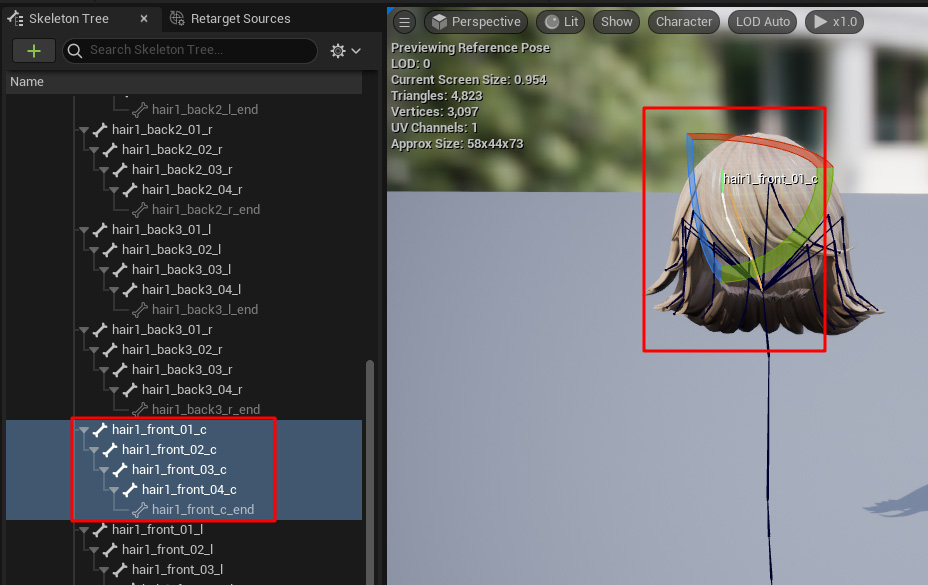 Skeleton Tree
Retarget Sources
Search Skeleton Tree...
Name
hair1_back2_l_end
hair1_back2_01_r
hair1_back2_02_r
hair1_back2_03_r
hair1_back2_04_r
hair1_back2_r_end
hair1_back3_01_l
hair1_back3_02_l
hair1_back3_03_l
hair1_back3_04_l
hair1_back3_l_end
hair1_back3_01_r
hair1_back3_02_r
hair1_back3_03_r
hair1_back3_04_r
hair1_back3_r_end
hair1_front_01_c
hair1_front_02_c
hair1_front_03_c
hair1_front_04_c
hair1_front_c_end
hair1_front_01_l
hair1_front_02_l
hair1_front_03_l
Perspective Lit Show Character LOD Auto x1.0
Previewing Reference Pose
LOD: 0
Current Screen Size: 0.954
Triangles: 4,823
Vertices: 3,097
UV Channels: 1
Approx Size: 58x44x73
hair1_front_01_c